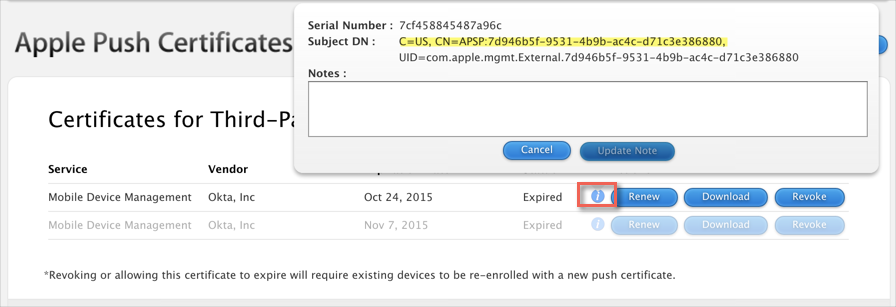 Serial Number : 7cf458845487a96c
Subject DN : C=US, CN=APSP:7d946b5f-9531-4b9b-ac4c-d71c3e386880,
UID=com.apple.mgmt.External.7d946b5f-9531-4b9b-ac4c-d71c3e386880
Notes :
Cancel Update Note
Apple Push Certificates
Certificates for Third-Pa
Service Vendor
Mobile Device Management Okta, Inc Oct 24, 2015 Expired i Renew Download Revoke
Mobile Device Management Okta, Inc Nov 7, 2015 Expired i Renew Download Revoke
*Revoking or allowing this certificate to expire will require existing devices to be re-enrolled with a new push certificate.